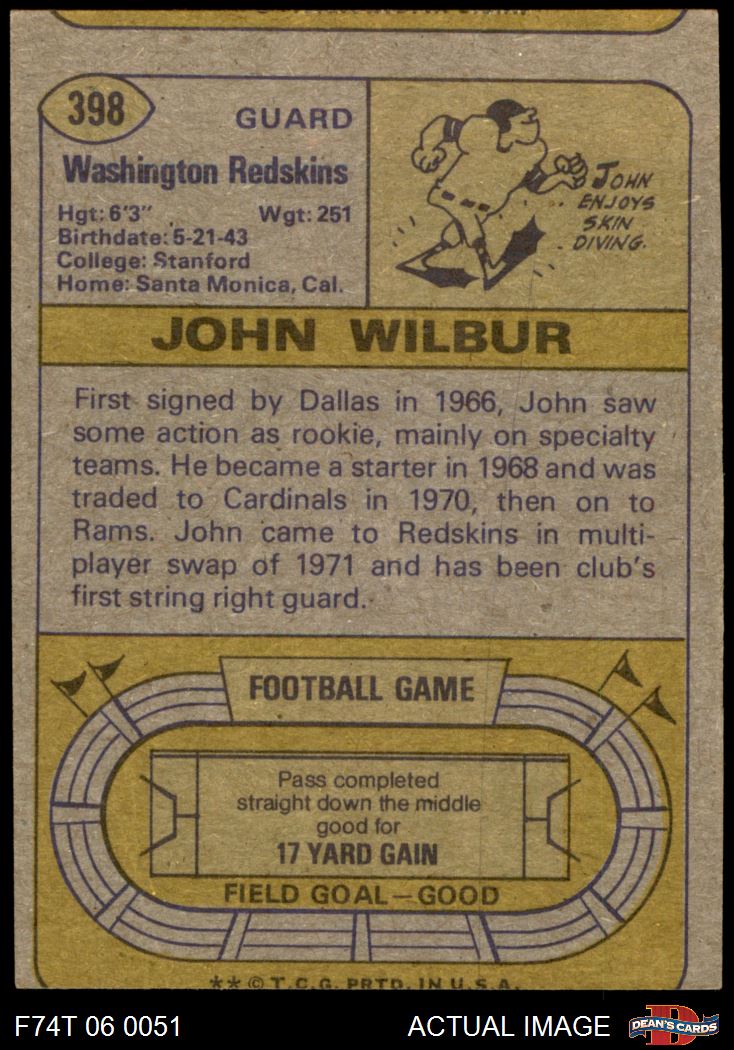 398
GUARD
Washington Redskins
Hgt: 6'3" Wgt: 251
Birthdate: 5-21-43
College: Stanford
Home: Santa Monica, Cal.
JOHN
ENJOYS
SKIN
DIVING.
JOHN WILBUR
First signed by Dallas in 1966, John saw
some action as rookie, mainly on specialty
teams. He became a starter in 1968 and was
traded to Cardinals in 1970, then on to
Rams. John came to Redskins in multi-
player swap of 1971 and has been club's
first string right guard.
FOOTBALL GAME
Pass completed
straight down the middle
good for
17 YARD GAIN
FIELD GOAL—GOOD
** © T.C.G. PRTD. IN U.S.A.
F74T 06 0051
ACTUAL IMAGE
D
DEAN'S CARDS